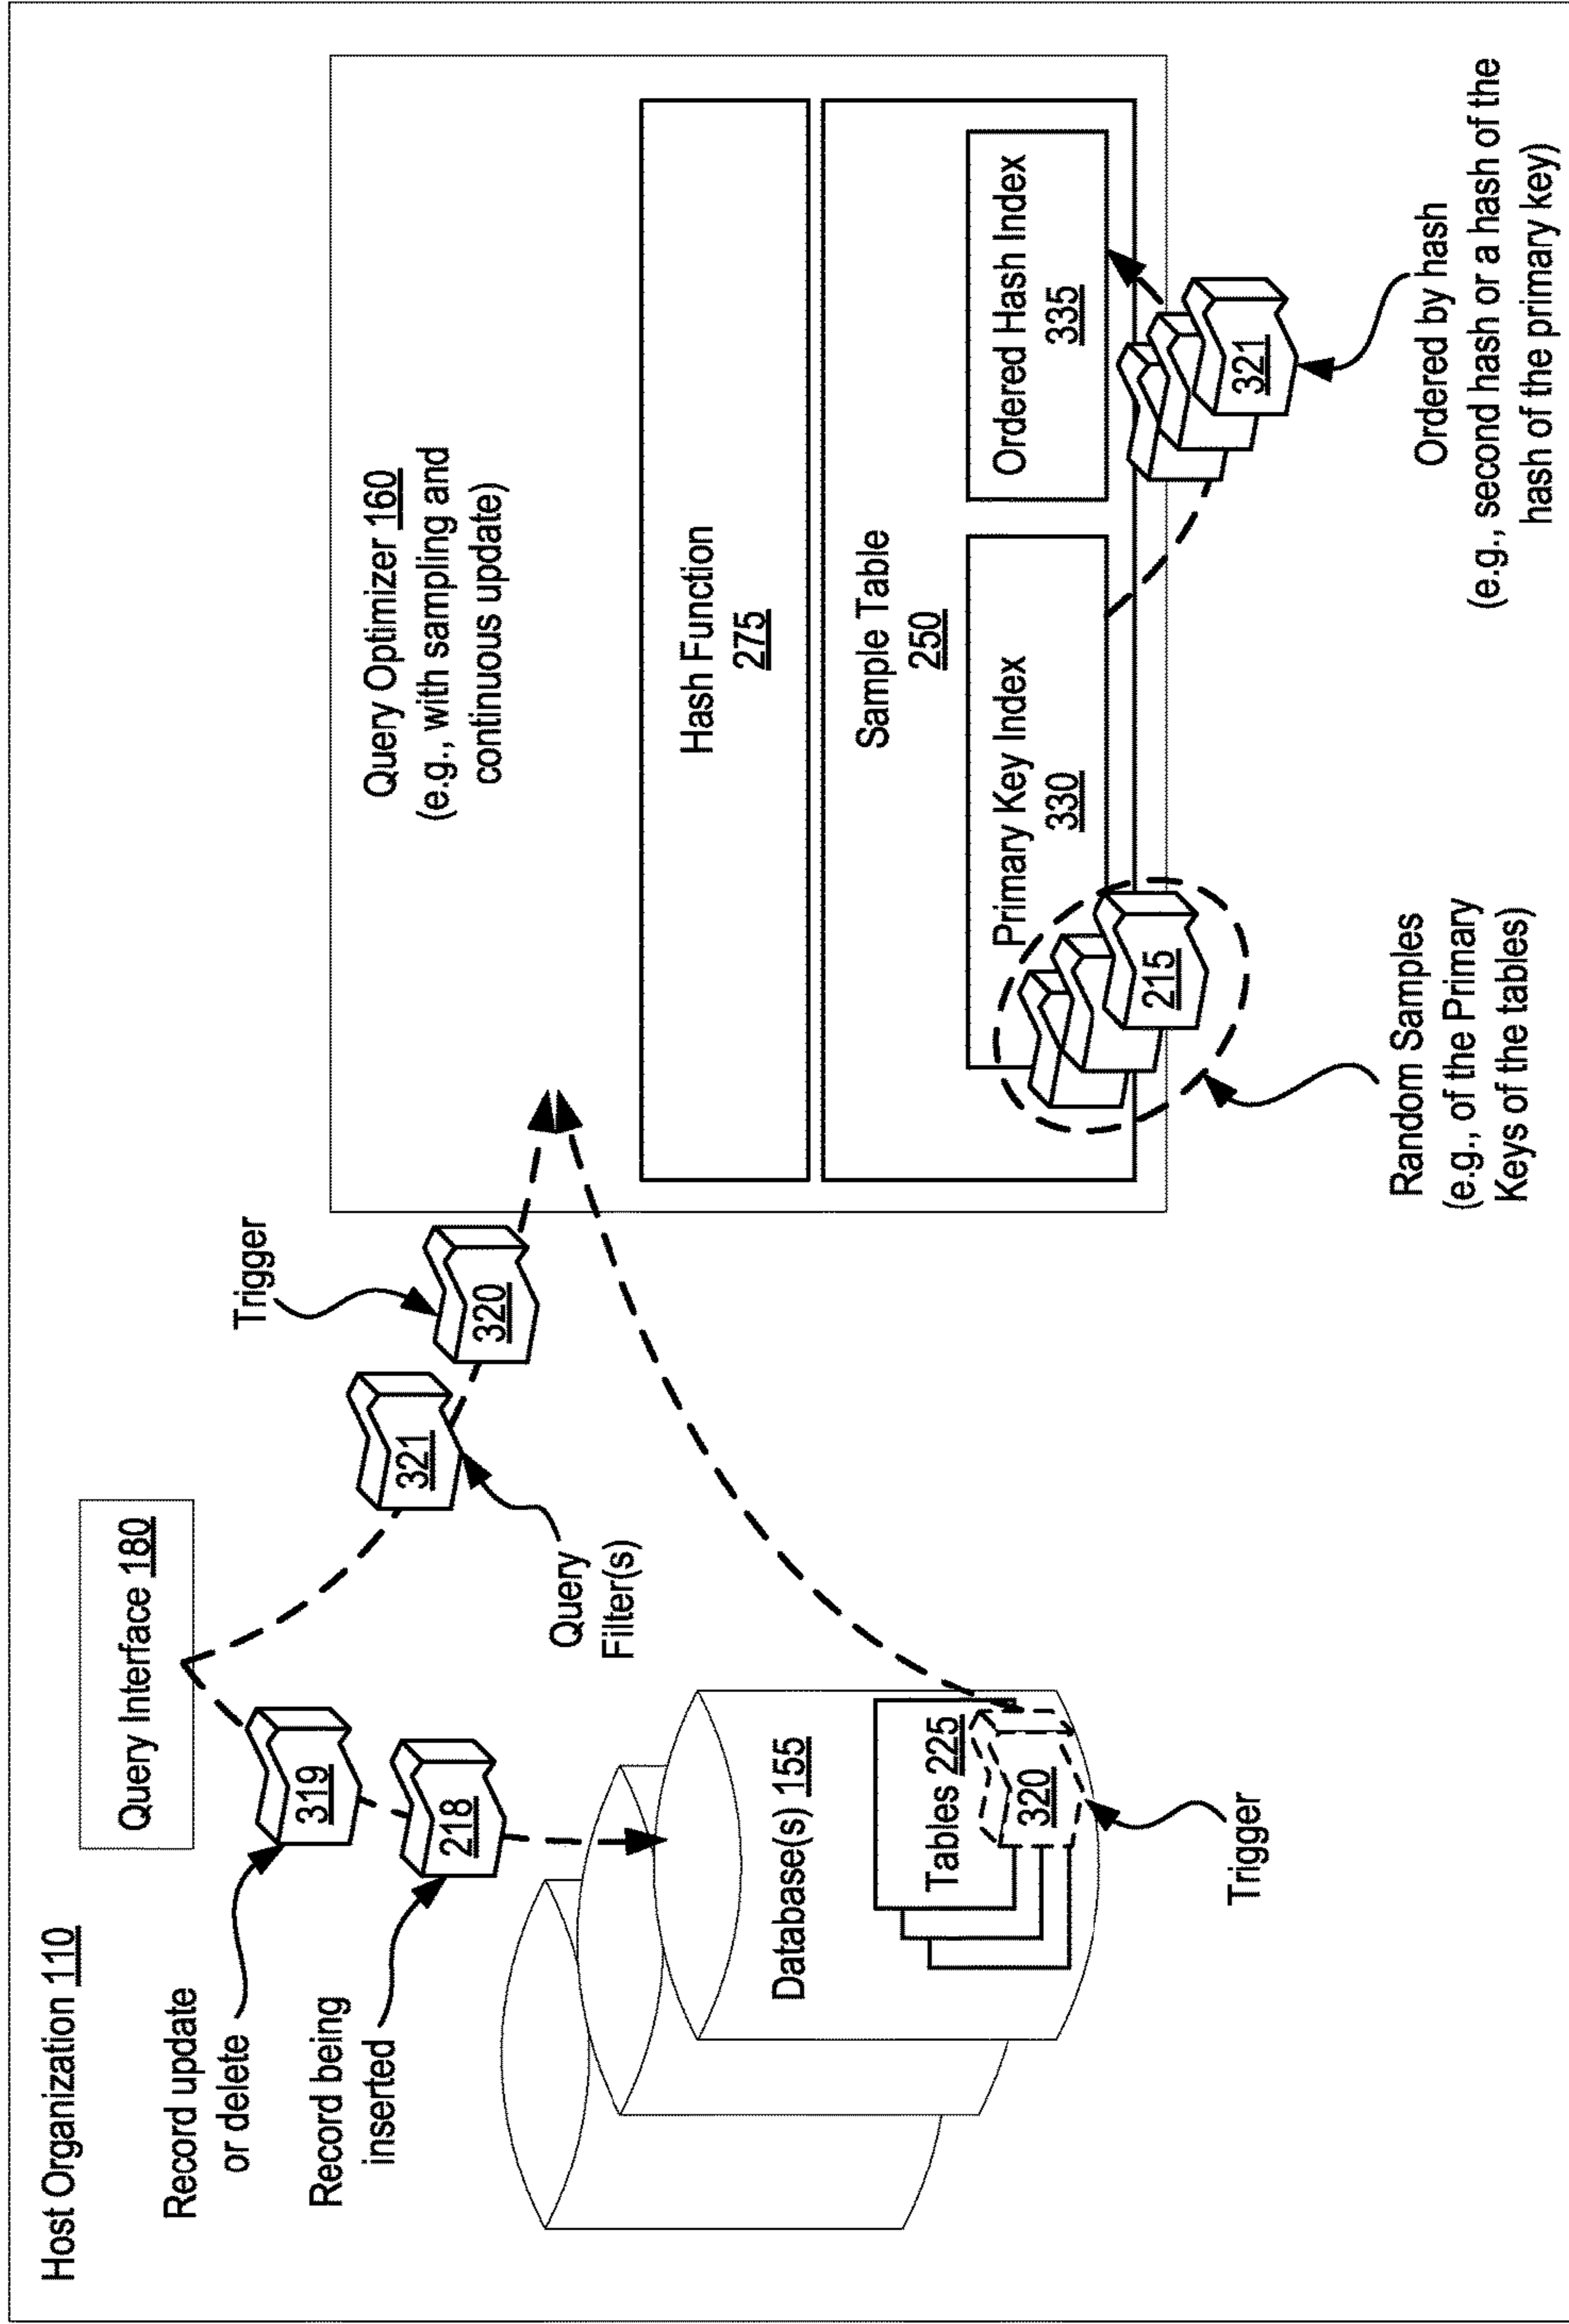 Host Organization 110
Query Interface 180
Record update
or delete
319
Record being
inserted
218
321
Query
Filter(s)
Trigger
320
Database(s) 155
Tables 225
320
Trigger
Query Optimizer 160
(e.g., with sampling and
continuous update)
Hash Function
275
Sample Table
250
Primary Key Index
330
Ordered Hash Index
335
215
321
Random Samples
(e.g., of the Primary
Keys of the tables)
Ordered by hash
(e.g., second hash or a hash of the
hash of the primary key)